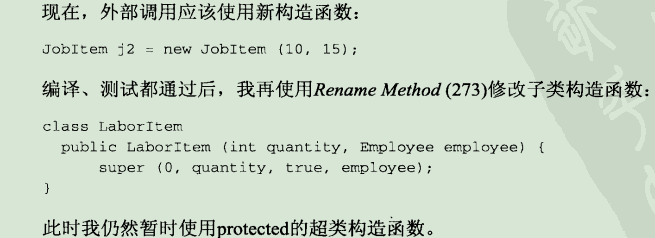 现在，外部调用应该使用新构造函数：
JobItem j2 = new JobItem (10, 15);
编译、测试都通过后，我再使用Rename Method (273)修改子类构造函数：
class LaborItem
public LaborItem (int quantity, Employee employee) {
super (0, quantity, true, employee);
}
此时我仍然暂时使用protected的超类构造函数。